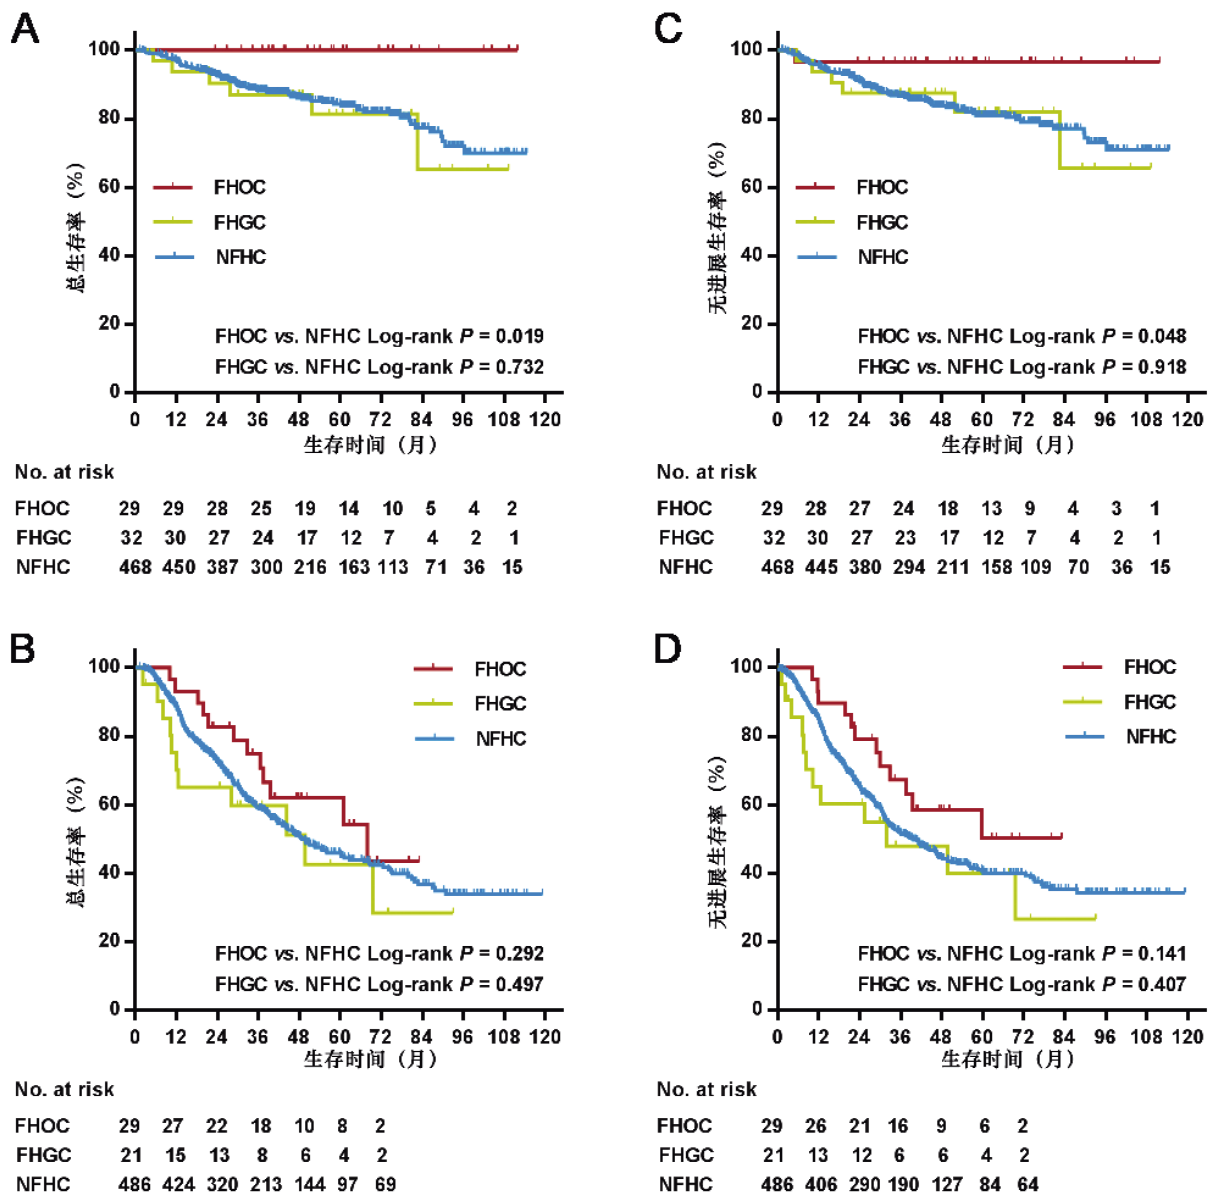 A
100
80
60
40
20
0
总生存率（%）
FHOC
FHGC
NFHC
FHOC vs. NFHC Log-rank P = 0.019
FHGC vs. NFHC Log-rank P = 0.732
0 12 24 36 48 60 72 84 96 108 120
生存时间（月）
No. at risk
FHOC 29 29 28 25 19 14 10 5 4 2
FHGC 32 30 27 24 17 12 7 4 2 1
NFHC 468 450 387 300 216 163 113 71 36 15
C
100
80
60
40
20
0
无进展生存率（%）
FHOC
FHGC
NFHC
FHOC vs. NFHC Log-rank P = 0.048
FHGC vs. NFHC Log-rank P = 0.918
0 12 24 36 48 60 72 84 96 108 120
生存时间（月）
No. at risk
FHOC 29 28 27 24 18 13 9 4 3 1
FHGC 32 30 27 23 17 12 7 4 2 1
NFHC 468 445 380 294 211 158 109 70 36 15
B
100
80
60
40
20
0
总生存率（%）
FHOC
FHGC
NFHC
FHOC vs. NFHC Log-rank P = 0.292
FHGC vs. NFHC Log-rank P = 0.497
0 12 24 36 48 60 72 84 96 108 120
生存时间（月）
No. at risk
FHOC 29 27 22 18 10 8 2
FHGC 21 15 13 8 6 4 2
NFHC 486 424 320 213 144 97 69
D
100
80
60
40
20
0
无进展生存率（%）
FHOC
FHGC
NFHC
FHOC vs. NFHC Log-rank P = 0.141
FHGC vs. NFHC Log-rank P = 0.407
0 12 24 36 48 60 72 84 96 108 120
生存时间（月）
No. at risk
FHOC 29 26 21 16 9 6 2
FHGC 21 13 12 6 6 4 2
NFHC 486 406 290 190 127 84 64